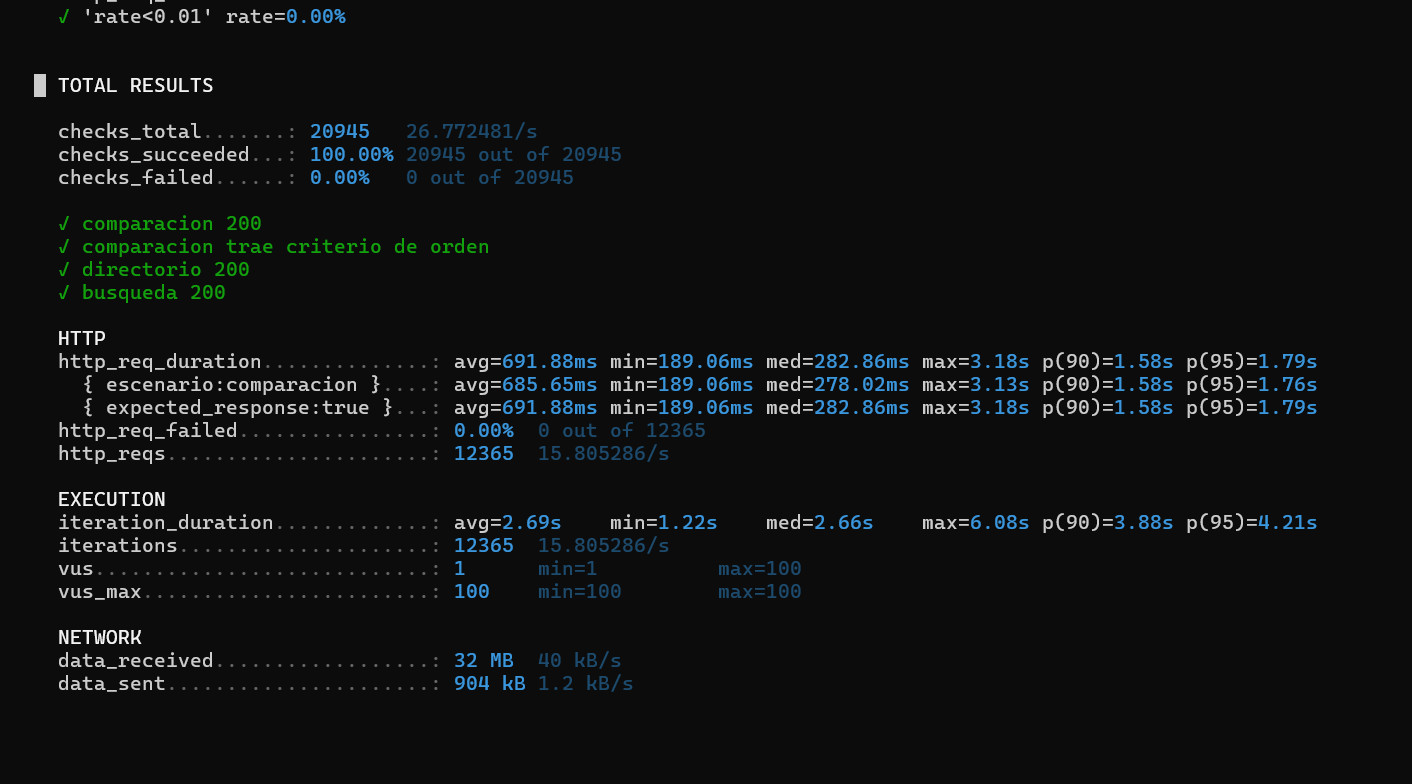 ✓ 'rate<0.01' rate=0.00%
█ TOTAL RESULTS
checks_total.......: 20945   26.772481/s
checks_succeeded...: 100.00% 20945 out of 20945
checks_failed......: 0.00%   0 out of 20945
✓ comparacion 200
✓ comparacion trae criterio de orden
✓ directorio 200
✓ busqueda 200
HTTP
http_req_duration..............: avg=691.88ms min=189.06ms med=282.86ms max=3.18s p(90)=1.58s p(95)=1.79s
{ escenario:comparacion }....: avg=685.65ms min=189.06ms med=278.02ms max=3.13s p(90)=1.58s p(95)=1.76s
{ expected_response:true }...: avg=691.88ms min=189.06ms med=282.86ms max=3.18s p(90)=1.58s p(95)=1.79s
http_req_failed................: 0.00%  0 out of 12365
http_reqs......................: 12365  15.805286/s
EXECUTION
iteration_duration.............: avg=2.69s    min=1.22s    med=2.66s    max=6.08s p(90)=3.88s p(95)=4.21s
iterations.....................: 12365  15.805286/s
vus............................: 1      min=1          max=100
vus_max........................: 100    min=100        max=100
NETWORK
data_received..................: 32 MB  40 kB/s
data_sent......................: 904 kB 1.2 kB/s